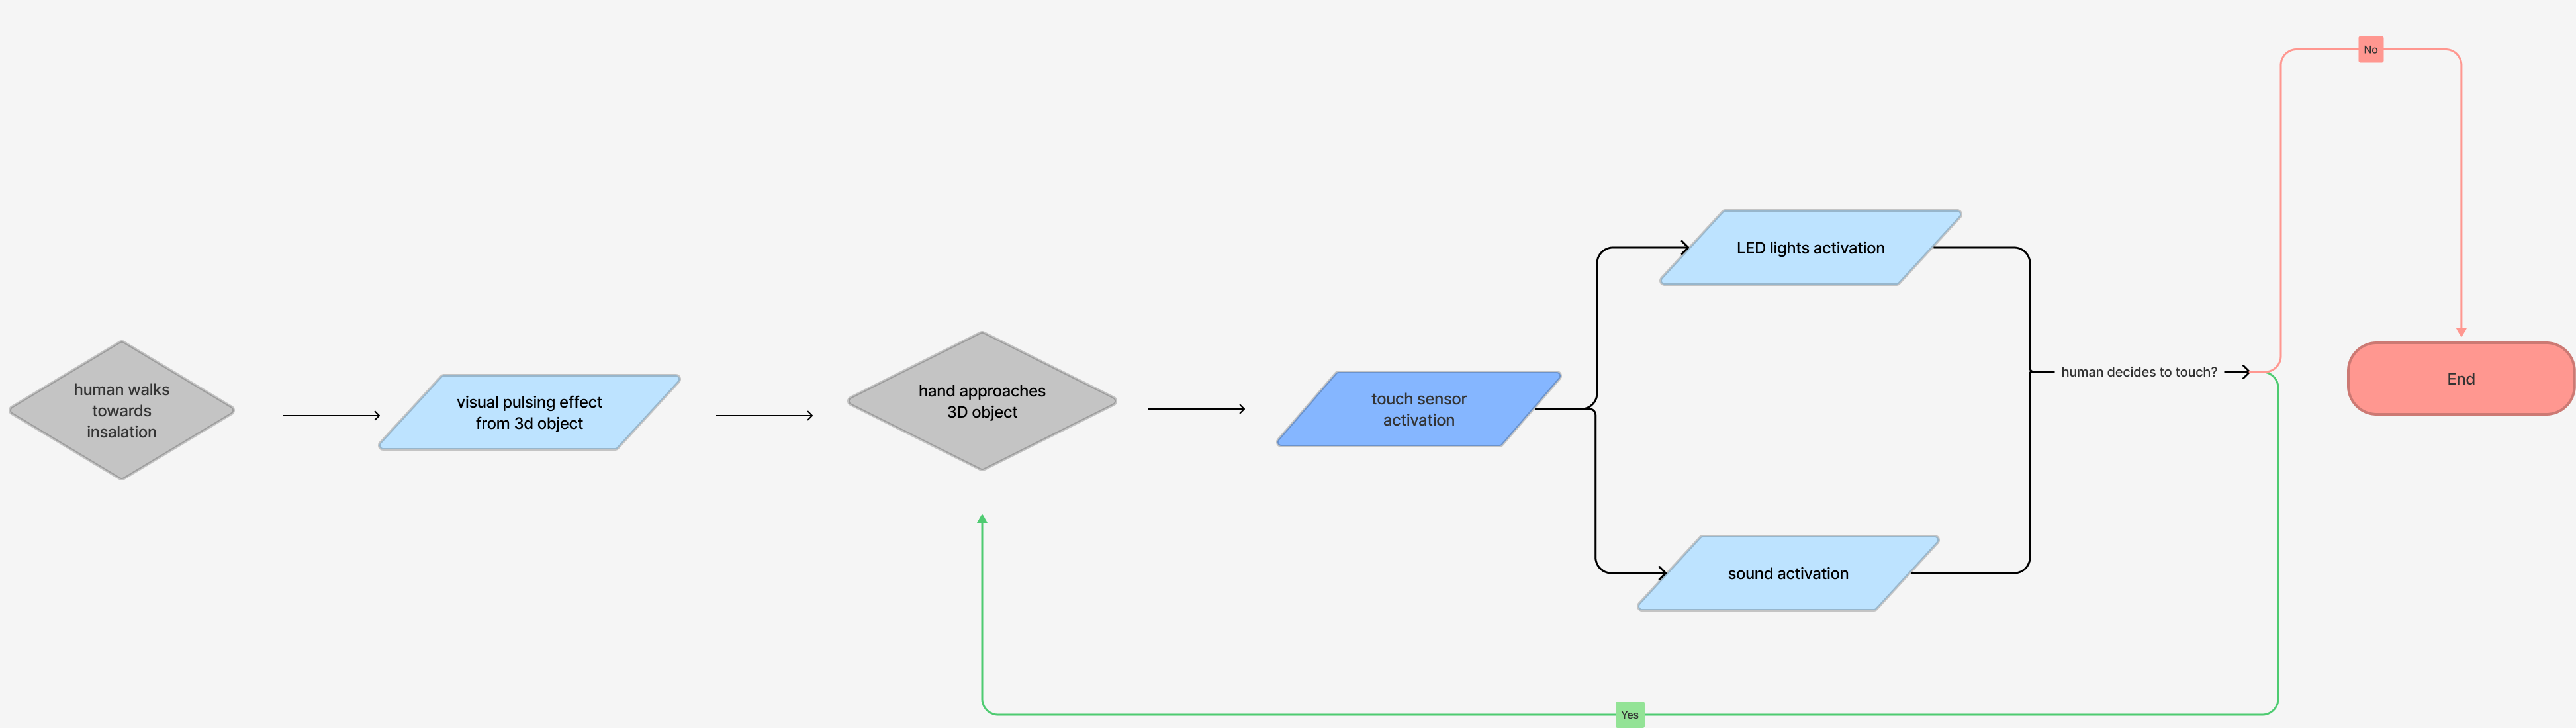 human walks
towards
insalation
visual pulsing effect
from 3d object
hand approaches
3D object
touch sensor
activation
LED lights activation
sound activation
human decides to touch?
No
End
Yes